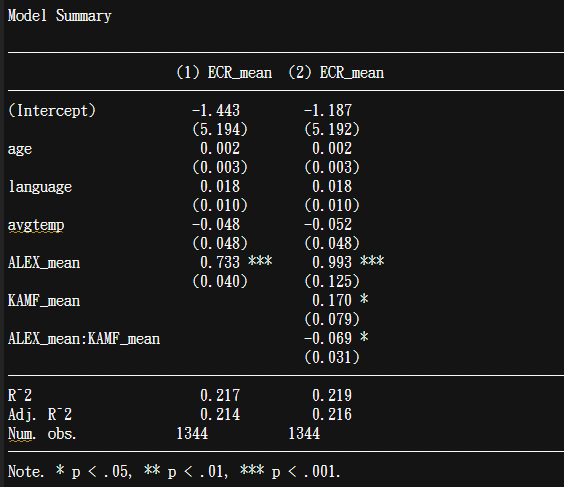 Model Summary
(1) ECR_mean (2) ECR_mean
(Intercept) -1.443 -1.187
(5.194) (5.192)
age 0.002 0.002
(0.003) (0.003)
language 0.018 0.018
(0.010) (0.010)
avgtemp -0.048 -0.052
(0.048) (0.048)
ALEX_mean 0.733 *** 0.993 ***
(0.040) (0.125)
KAMF_mean 0.170 *
(0.079)
ALEX_mean:KAMF_mean -0.069 *
(0.031)
R^2 0.217 0.219
Adj. R^2 0.214 0.216
Num. obs. 1344 1344
Note. * p < .05, ** p < .01, *** p < .001.